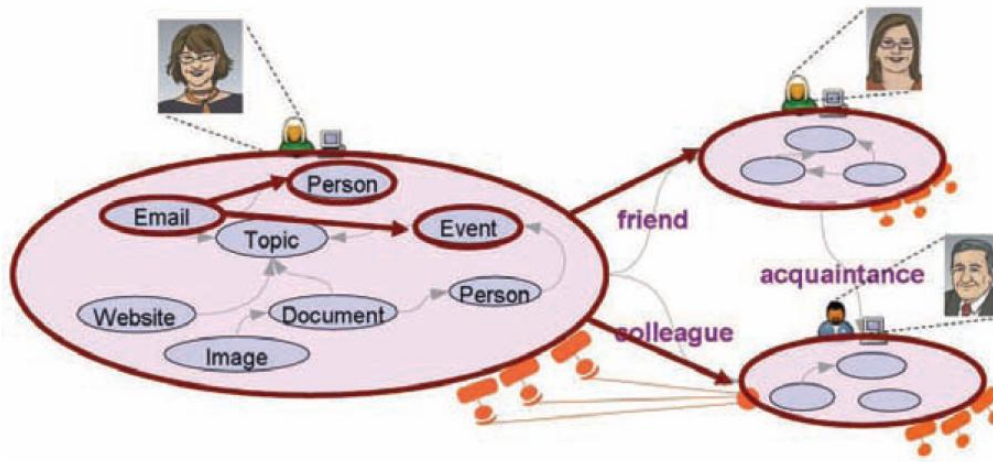 Person
Email
Event
Topic
friend
Person
acquaintance
Website
Document
colleague
Image